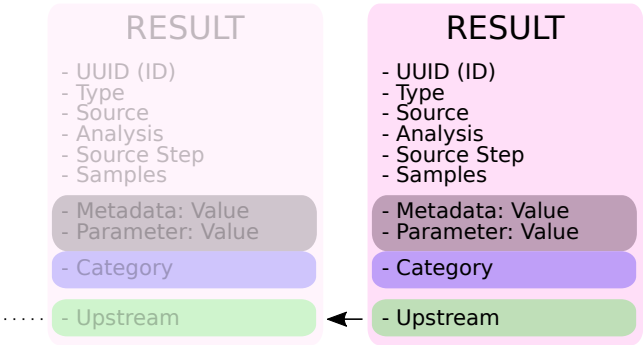 RESULT
- UUID (ID)
- Type
- Source
- Analysis
- Source Step
- Samples
- Metadata: Value
- Parameter: Value
- Category
- Upstream
RESULT
- UUID (ID)
- Type
- Source
- Analysis
- Source Step
- Samples
- Metadata: Value
- Parameter: Value
- Category
- Upstream